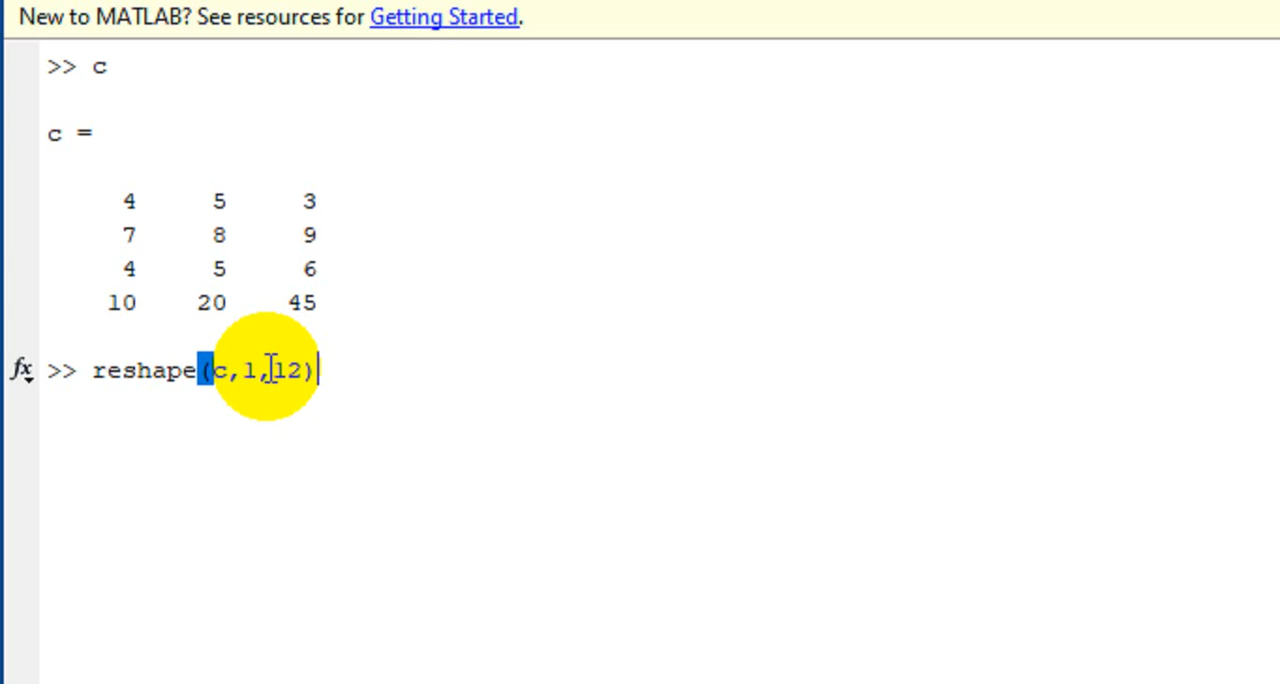 New to MATLAB? See resources for Getting Started.
>> c
c =
4 5 3
7 8 9
4 5 6
10 20 45
fx >> reshape(c,1,12)